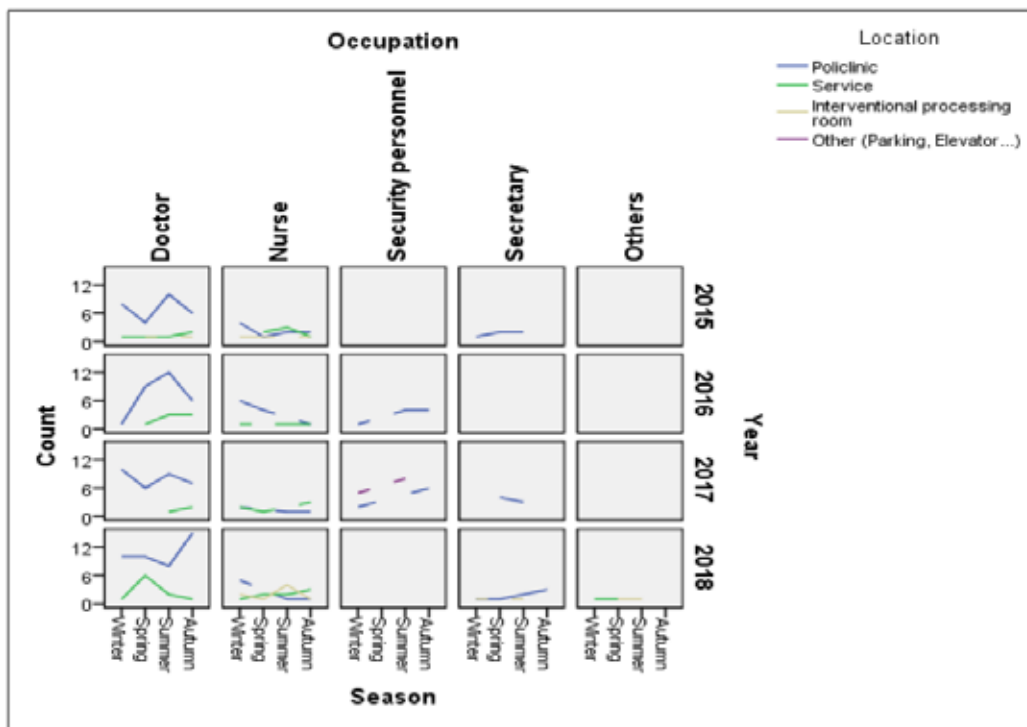 Occupation
Location
Policlinic
Service
Interventional processing
room
Other (Parking, Elevator...)
Doctor
Nurse
Security personnel
Secretary
Others
12
6
0
2015
12
6
0
2016
12
6
0
2017
12
6
0
2018
Count
Year
Winter
Spring
Summer
Autumn
Winter
Spring
Summer
Autumn
Winter
Spring
Summer
Autumn
Winter
Spring
Summer
Autumn
Winter
Spring
Summer
Autumn
Season